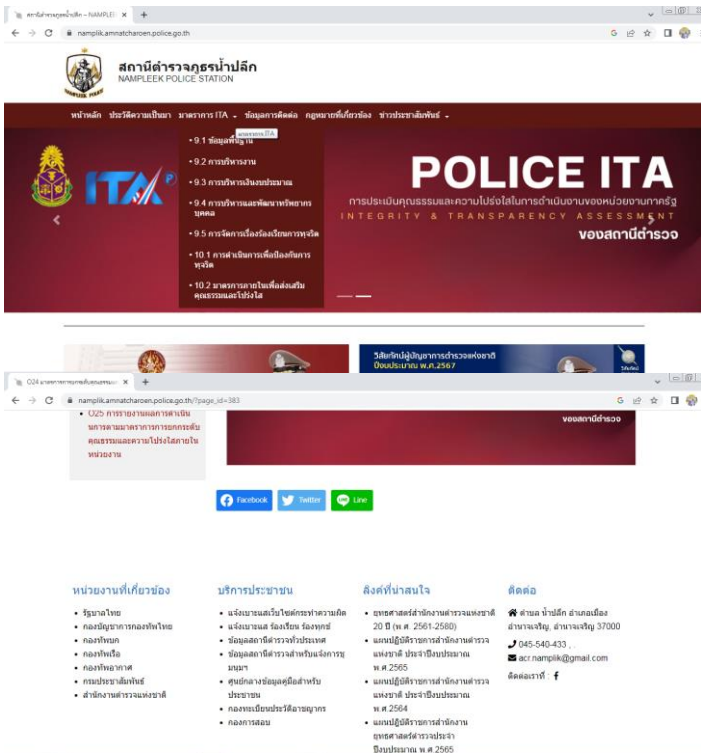 สถานีตำรวจภูธรน้ำปลีก – NAMPLEE
namplik.amnatcharoen.police.go.th
สถานีตำรวจภูธรน้ำปลีก
NAMPLEEK POLICE STATION
หน้าหลัก ประวัติความเป็นมา มาตราการ ITA ข้อมูลการติดต่อ กฎหมายที่เกี่ยวข้อง ข่าวประชาสัมพันธ์
มาตราการ ITA
• 9.1 ข้อมูลพื้นฐาน
• 9.2 การบริหารงาน
• 9.3 การบริหารเงินงบประมาณ
• 9.4 การบริหารและพัฒนาทรัพยากร
บุคคล
• 9.5 การจัดการเรื่องร้องเรียนการทุจริต
• 10.1 การดำเนินการเพื่อป้องกันการ
ทุจริต
• 10.2 มาตรการภายในเพื่อส่งเสริม
คุณธรรมและโปร่งใส
ITA P
POLICE ITA
การประเมินคุณธรรมและความโปร่งใสในการดำเนินงานของหน่วยงานภาครัฐ
INTEGRITY & TRANSPARENCY ASSESSMENT
ของสถานีตำรวจ
วิสัยทัศน์ผู้บัญชาการตำรวจแห่งชาติ
ปีงบประมาณ พ.ศ.2567
namplik.amnatcharoen.police.go.th/?page_id=383
• O25 การรายงานผลการดำเนิน
นการตามมาตราการการยกกระดับ
คุณธรรมและความโปร่งใสภายใน
หน่วยงาน
ของสถานีตำรวจ
Facebook
Twitter
Line
หน่วยงานที่เกี่ยวข้อง
• รัฐบาลไทย
• กองบัญชาการกองทัพไทย
• กองทัพบก
• กองทัพเรือ
• กองทัพอากาศ
• กรมประชาสัมพันธ์
• สำนักงานตำรวจแห่งชาติ
บริการประชาชน
• แจ้งเบาะแสเว็บไซต์กระทำความผิด
• แจ้งเบาะแส ร้องเรียน ร้องทุกข์
• ข้อมูลสถานีตำรวจทั่วประเทศ
• ข้อมูลสถานีตำรวจสำหรับแจ้งการชุ
มนุมฯ
• ศูนย์กลางข้อมูลคู่มือสำหรับ
ประชาชน
• กองทะเบียนประวัติอาชญากร
• กองการสอบ
ลิงค์ที่น่าสนใจ
• ยุทธศาสตร์สำนักงานตำรวจแห่งชาติ
20 ปี (พ.ศ. 2561-2580)
• แผนปฏิบัติราชการสำนักงานตำรวจ
แห่งชาติ ประจำปีงบประมาณ
พ.ศ.2565
• แผนปฏิบัติราชการสำนักงานตำรวจ
แห่งชาติ ประจำปีงบประมาณ
พ.ศ.2564
• แผนปฏิบัติราชการสำนักงาน
ยุทธศาสตร์ตำรวจประจำ
ปีงบประมาณ พ.ศ.2565
ติดต่อ
ตำบล น้ำปลีก อำเภอเมือง
อำนาจเจริญ, อำนาจเจริญ 37000
045-540-433 , .
acr.namplik@gmail.com
ติดต่อเราที่ :